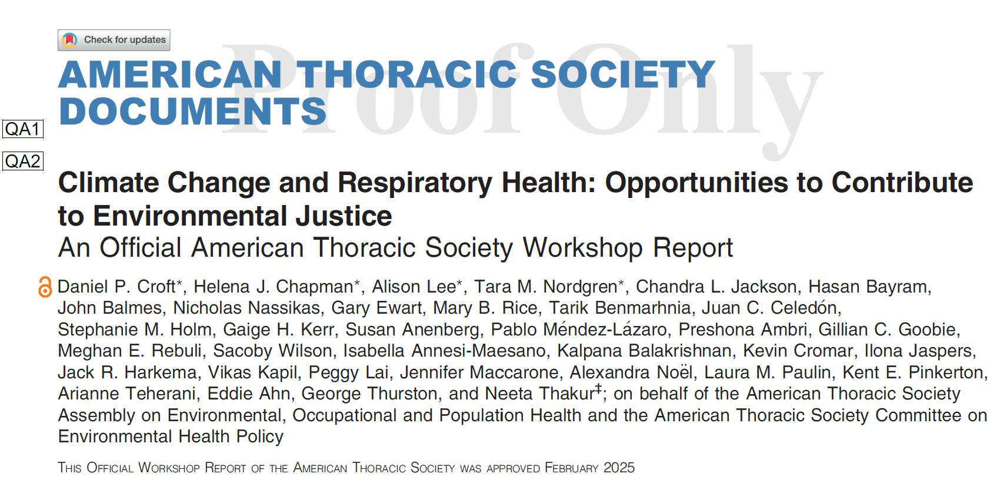 Check for updates
Proof Only
AMERICAN THORACIC SOCIETY
DOCUMENTS
QA1
QA2
Climate Change and Respiratory Health: Opportunities to Contribute
to Environmental Justice
An Official American Thoracic Society Workshop Report
Daniel P. Croft*, Helena J. Chapman*, Alison Lee*, Tara M. Nordgren*, Chandra L. Jackson, Hasan Bayram,
John Balmes, Nicholas Nassikas, Gary Ewart, Mary B. Rice, Tarik Benmarhnia, Juan C. Celedón,
Stephanie M. Holm, Gaige H. Kerr, Susan Anenberg, Pablo Méndez-Lázaro, Preshona Ambri, Gillian C. Goobie,
Meghan E. Rebuli, Sacoby Wilson, Isabella Annesi-Maesano, Kalpana Balakrishnan, Kevin Cromar, Ilona Jaspers,
Jack R. Harkema, Vikas Kapil, Peggy Lai, Jennifer Maccarone, Alexandra Noël, Laura M. Paulin, Kent E. Pinkerton,
Arianne Teherani, Eddie Ahn, George Thurston, and Neeta Thakur‡; on behalf of the American Thoracic Society
Assembly on Environmental, Occupational and Population Health and the American Thoracic Society Committee on
Environmental Health Policy
THIS OFFICIAL WORKSHOP REPORT OF THE AMERICAN THORACIC SOCIETY WAS APPROVED FEBRUARY 2025